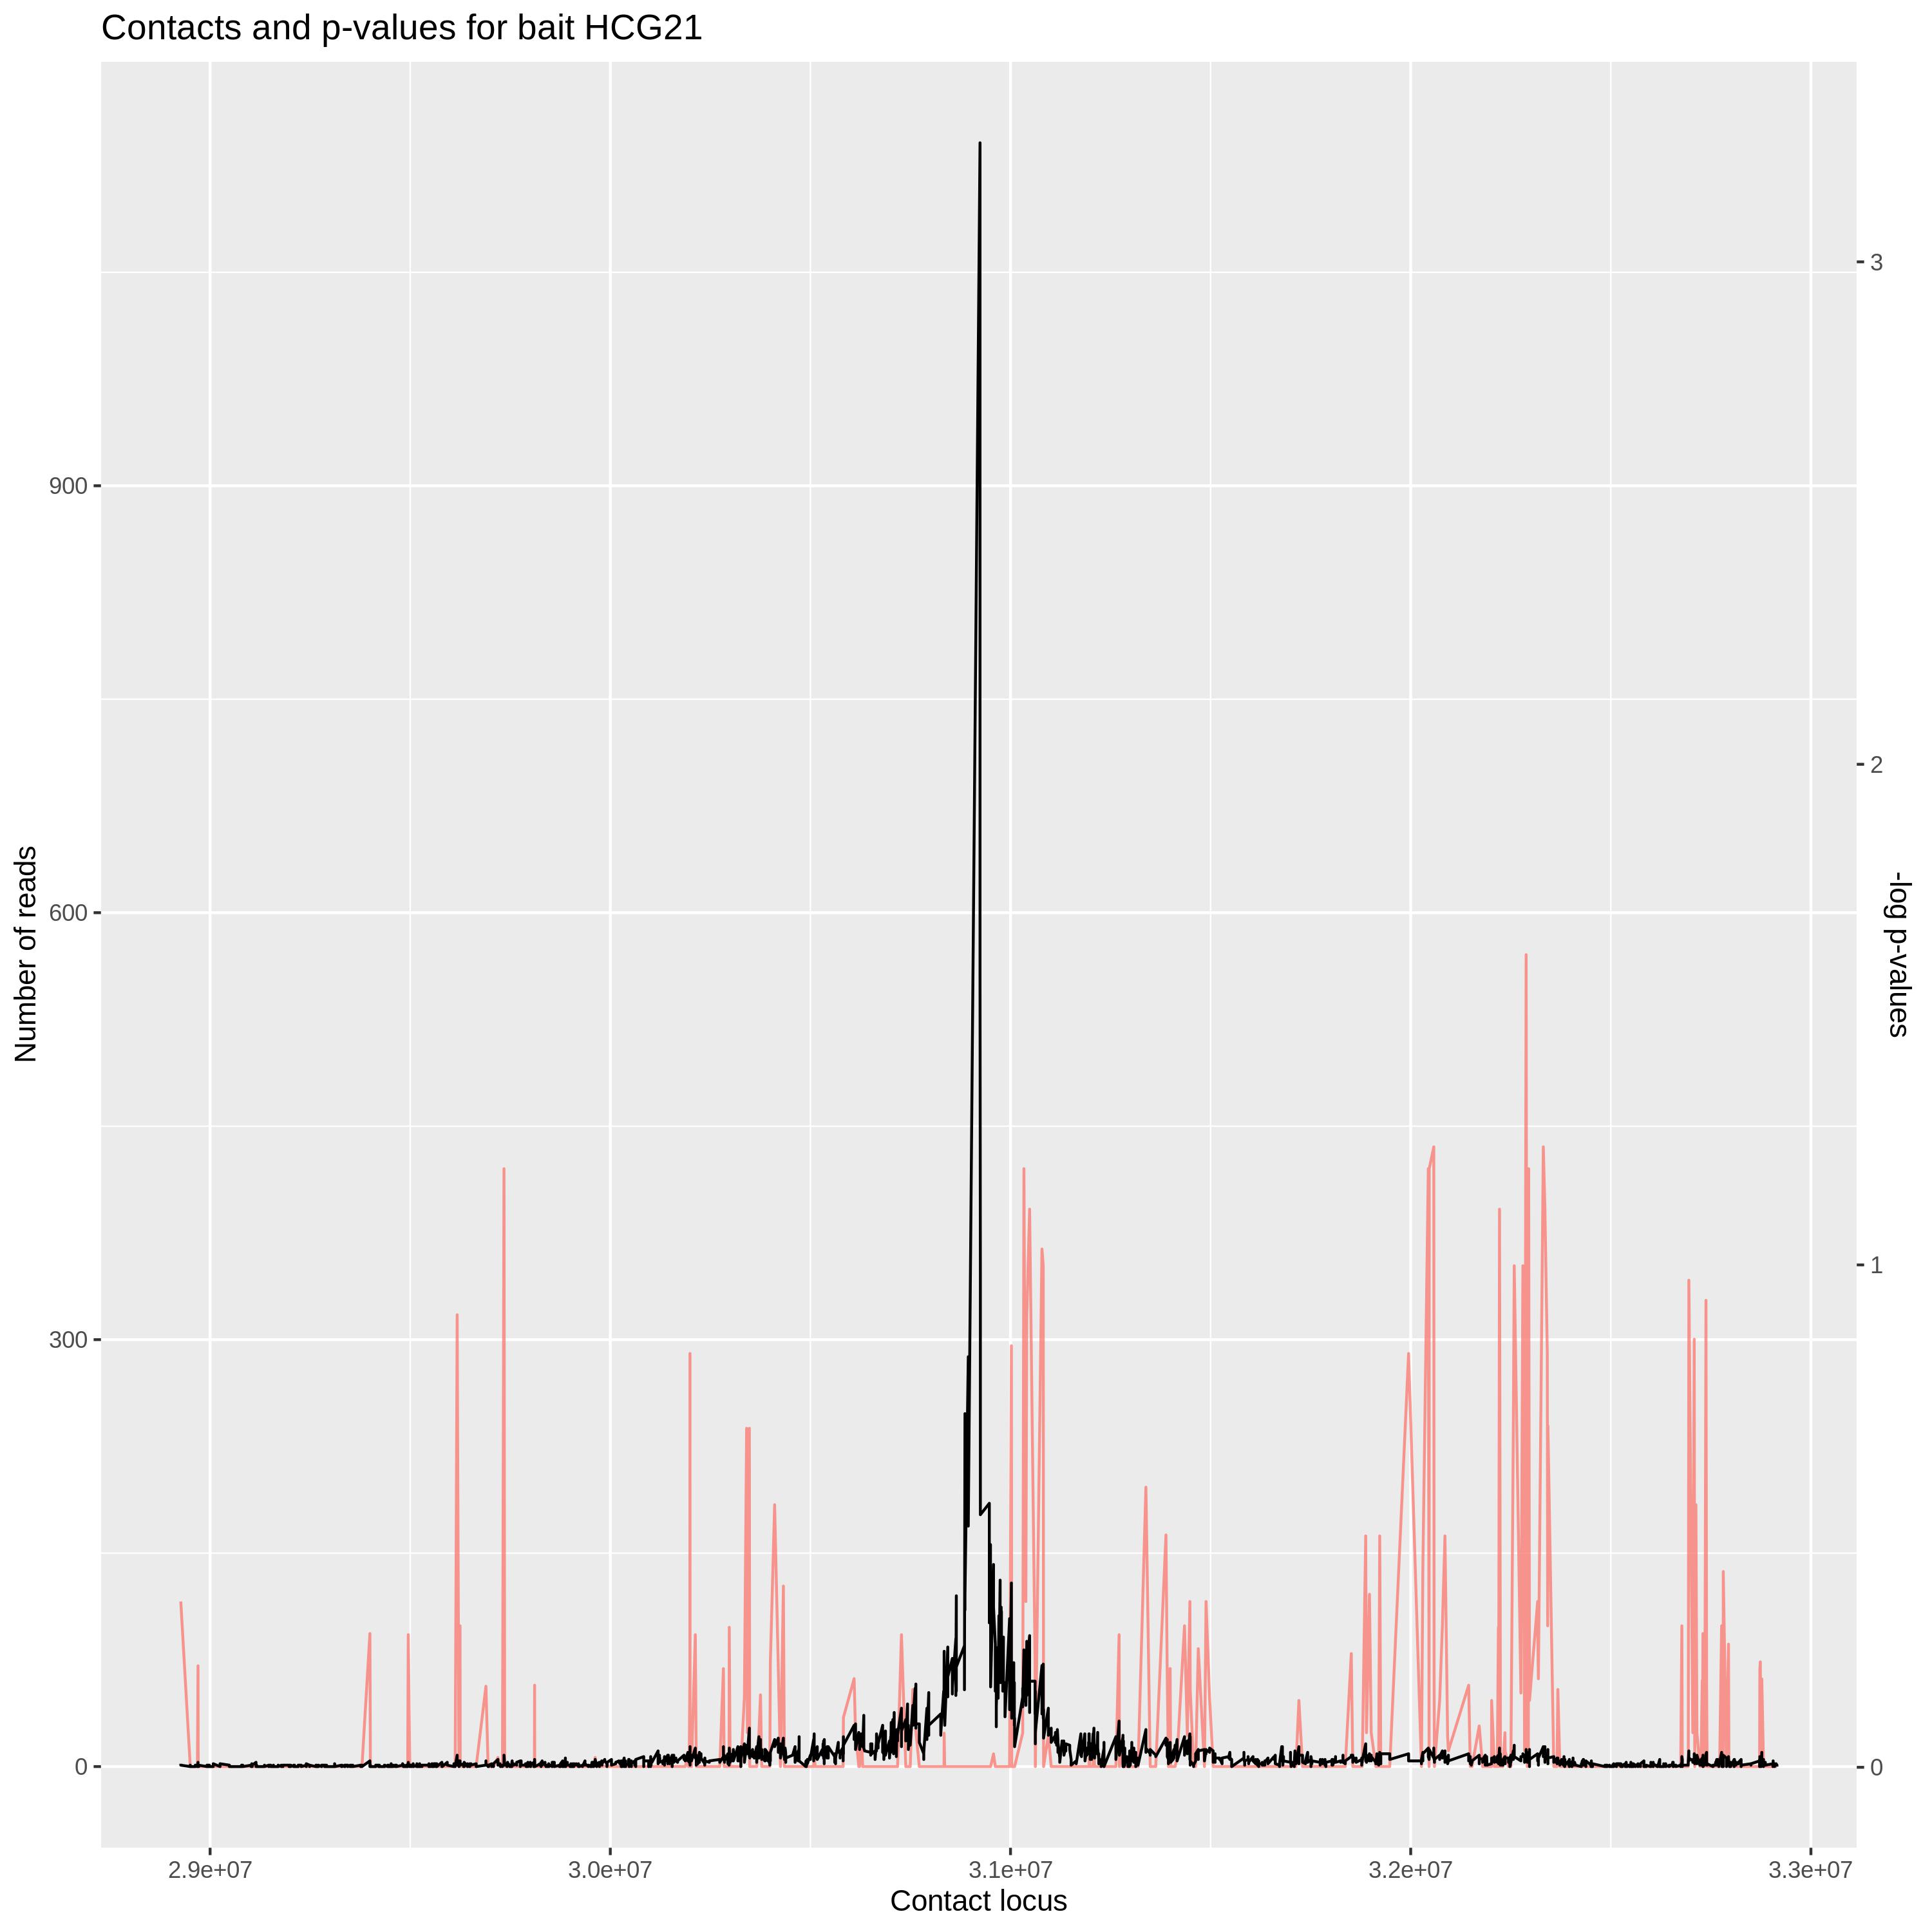 Contacts and p-values for bait HCG21
Number of reads
900
600
300
0
3
2
1
0
-log p-values
2.9e+07
3.0e+07
3.1e+07
3.2e+07
3.3e+07
Contact locus